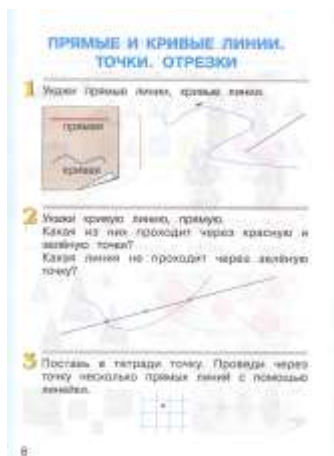 ПРЯМЫЕ И КРИВЫЕ ЛИНИИ.
ТОЧКИ. ОТРЕЗКИ
1 Укажи прямые линии, кривые линии.
прямая
кривая
2 Укажи кривую линию, прямую.
Какая из них проходит через красную и
зелёную точки?
Какая линия не проходит через зелёную
точку?
3 Поставь в тетради точку. Проведи через
точку несколько прямых линий с помощью
линейки.
8